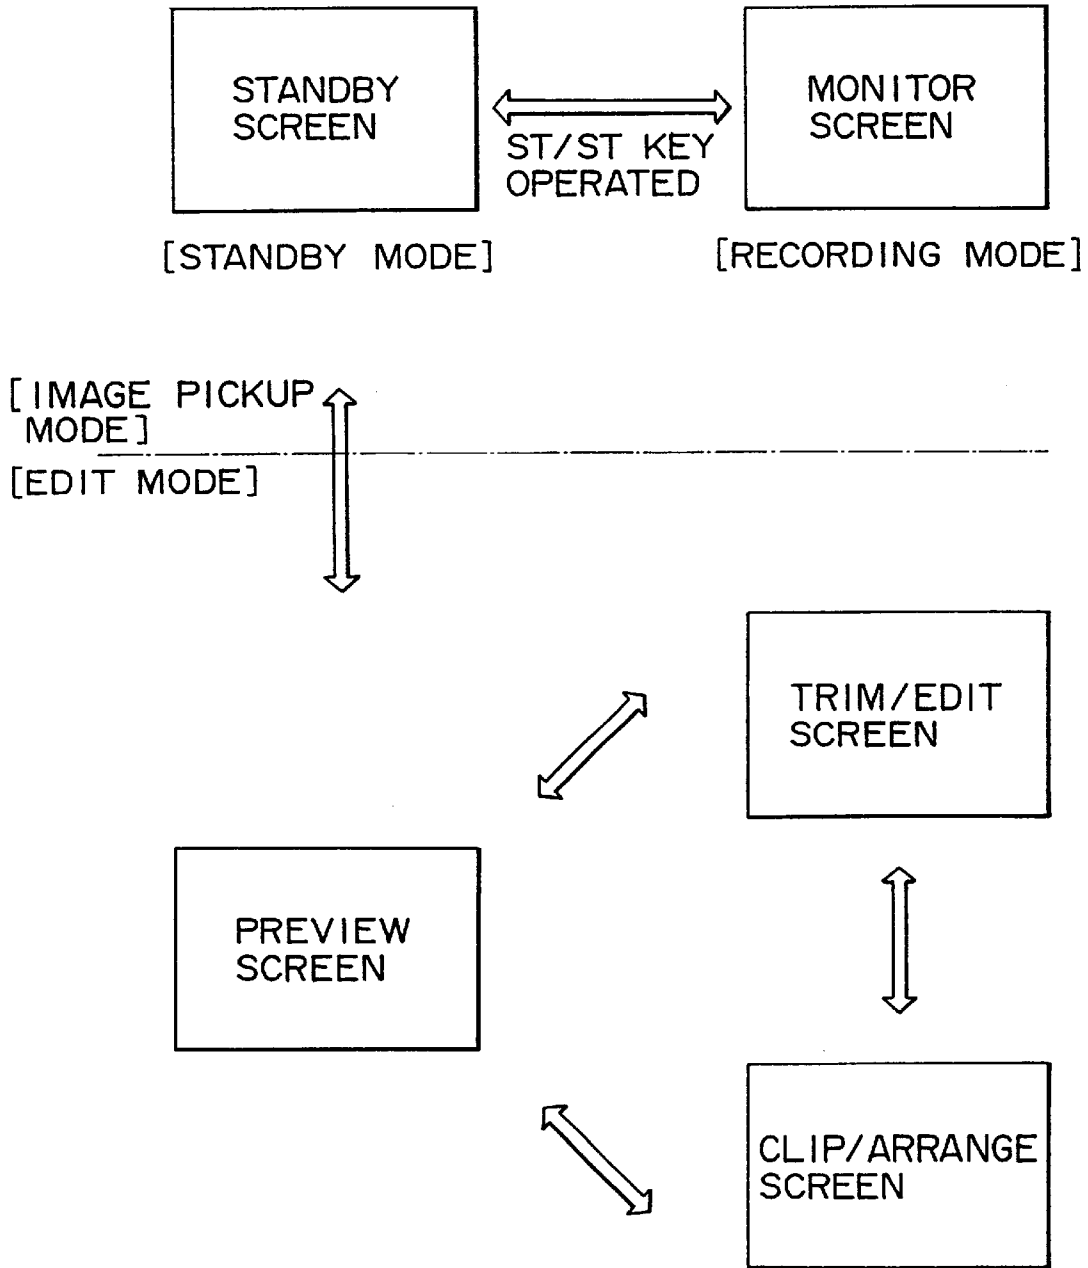 STANDBY
SCREEN
MONITOR
SCREEN
ST/ST KEY
OPERATED
[STANDBY MODE]
[RECORDING MODE]
[IMAGE PICKUP
MODE]
[EDIT MODE]
TRIM/EDIT
SCREEN
PREVIEW
SCREEN
CLIP/ARRANGE
SCREEN